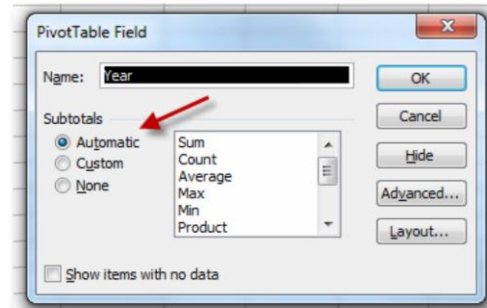 PivotTable Field
Name: Year
OK
Subtotals
Cancel
Automatic
Custom
None
Sum
Count
Average
Max
Min
Product
Hide
Advanced...
Layout...
Show items with no data